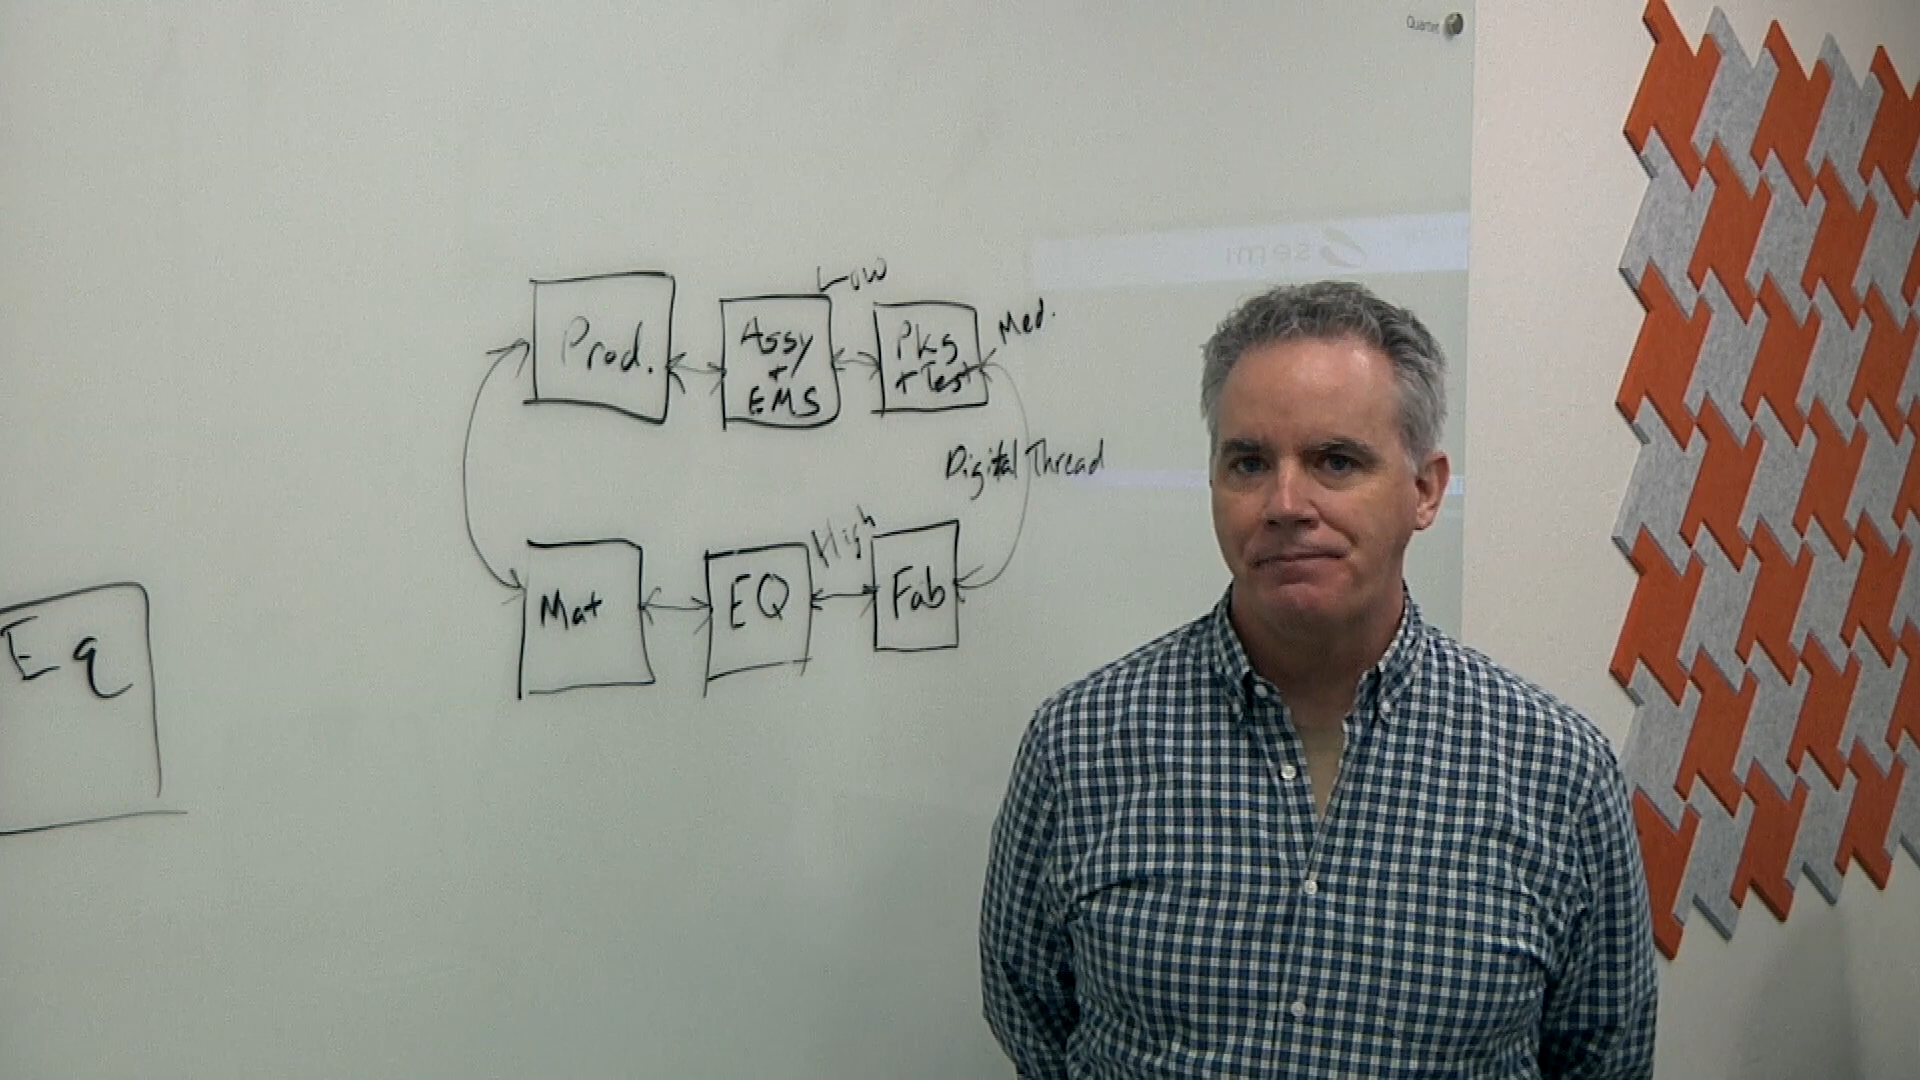 Quartet
semi
Low
Prod.
Assy
+
EMS
Pkg
+ Test
Med.
Digital Thread
High
Mat
EQ
Fab
Eq